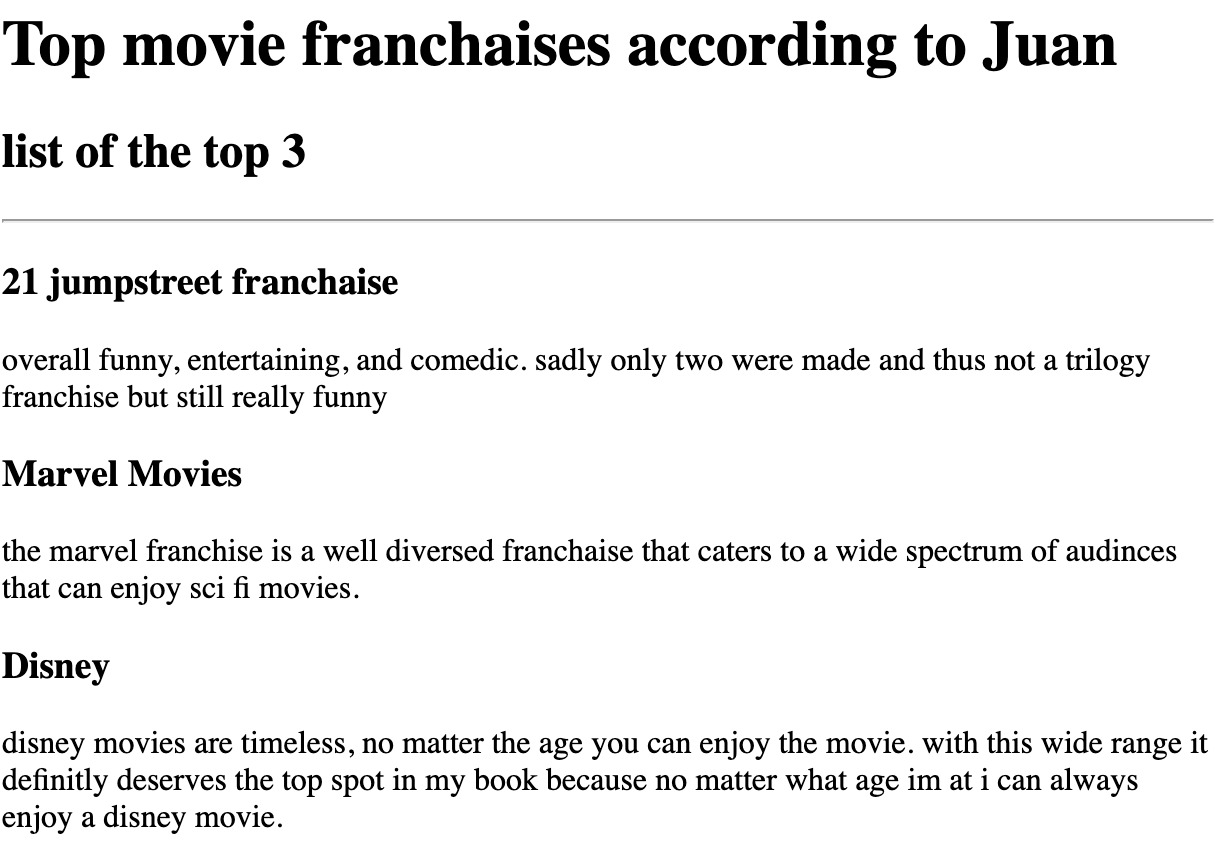 Top movie franchaises according to Juan
list of the top 3
21 jumpstreet franchaise
overall funny, entertaining, and comedic. sadly only two were made and thus not a trilogy
franchise but still really funny
Marvel Movies
the marvel franchise is a well diversed franchaise that caters to a wide spectrum of audinces
that can enjoy sci fi movies.
Disney
disney movies are timeless, no matter the age you can enjoy the movie. with this wide range it
definitly deserves the top spot in my book because no matter what age im at i can always
enjoy a disney movie.